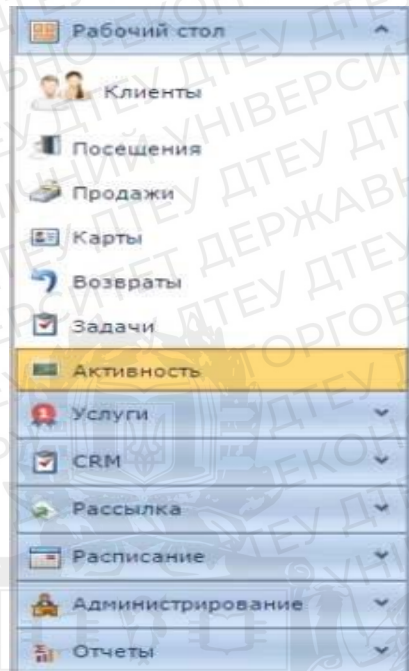 Рабочий стол
Клиенты
Посещения
Продажи
Карты
Возвраты
Задачи
Активность
Услуги
CRM
Рассылка
Расписание
Администрирование
Отчеты